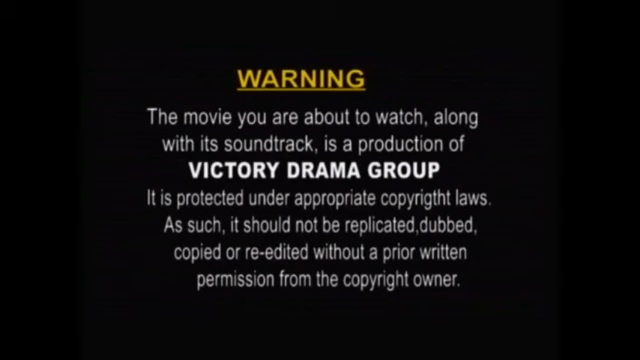 WARNING
The movie you are about to watch, along
with its soundtrack, is a production of
VICTORY DRAMA GROUP
It is protected under appropriate copyrigtht laws.
As such, it should not be replicated,dubbed,
copied or re-edited without a prior written
permission from the copyright owner.